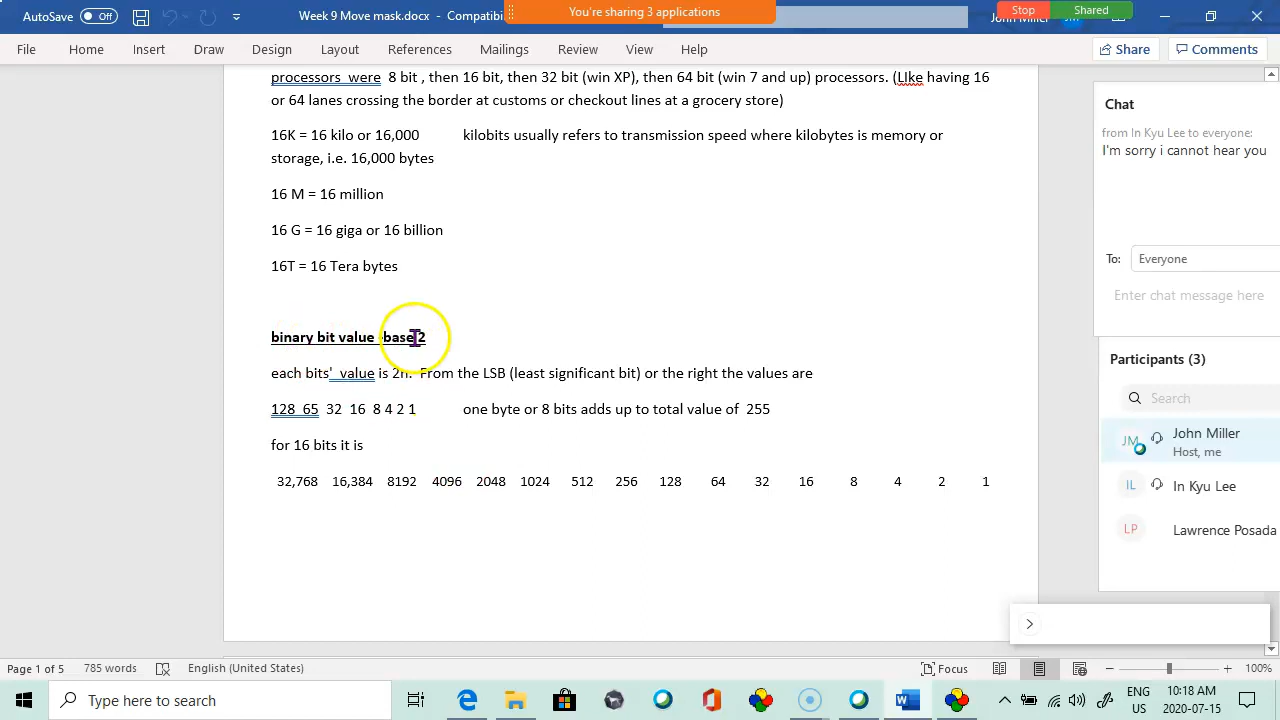 AutoSave Off Week 9 Move mask.docx - Compatibi You're sharing 3 applications John Miller JM Stop Shared
File Home Insert Draw Design Layout References Mailings Review View Help Share Comments
processors were 8 bit , then 16 bit, then 32 bit (win XP), then 64 bit (win 7 and up) processors. (LIke having 16
or 64 lanes crossing the border at customs or checkout lines at a grocery store)
16K = 16 kilo or 16,000 kilobits usually refers to transmission speed where kilobytes is memory or
storage, i.e. 16,000 bytes
16 M = 16 million
16 G = 16 giga or 16 billion
16T = 16 Tera bytes
binary bit value -base 2
each bits' value is 2n. From the LSB (least significant bit) or the right the values are
128 65 32 16 8 4 2 1 one byte or 8 bits adds up to total value of 255
for 16 bits it is
32,768 16,384 8192 4096 2048 1024 512 256 128 64 32 16 8 4 2 1
Chat
from In Kyu Lee to everyone:
I'm sorry i cannot hear you
To: Everyone
Enter chat message here
Participants (3)
Search
JM John Miller
Host, me
IL In Kyu Lee
LP Lawrence Posada
Page 1 of 5 785 words English (United States) Focus 100%
Type here to search ENG 10:18 AM
US 2020-07-15